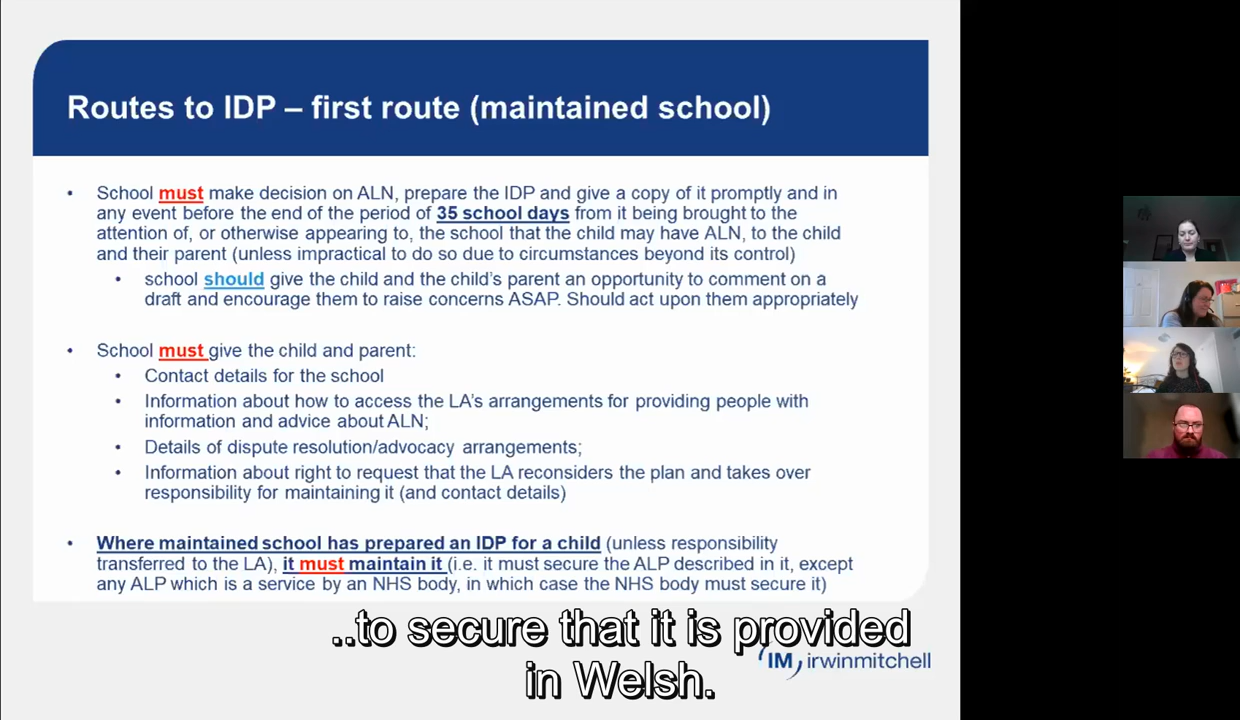 Routes to IDP – first route (maintained school)
• School must make decision on ALN, prepare the IDP and give a copy of it promptly and in
any event before the end of the period of 35 school days from it being brought to the
attention of, or otherwise appearing to, the school that the child may have ALN, to the child
and their parent (unless impractical to do so due to circumstances beyond its control)
• school should give the child and the child's parent an opportunity to comment on a
draft and encourage them to raise concerns ASAP. Should act upon them appropriately
• School must give the child and parent:
• Contact details for the school
• Information about how to access the LA's arrangements for providing people with
information and advice about ALN;
• Details of dispute resolution/advocacy arrangements;
• Information about right to request that the LA reconsiders the plan and takes over
responsibility for maintaining it (and contact details)
• Where maintained school has prepared an IDP for a child (unless responsibility
transferred to the LA), it must maintain it (i.e. it must secure the ALP described in it, except
any ALP which is a service by an NHS body, in which case the NHS body must secure it)
..to secure that it is provided
in Welsh.
IM irwinmitchell